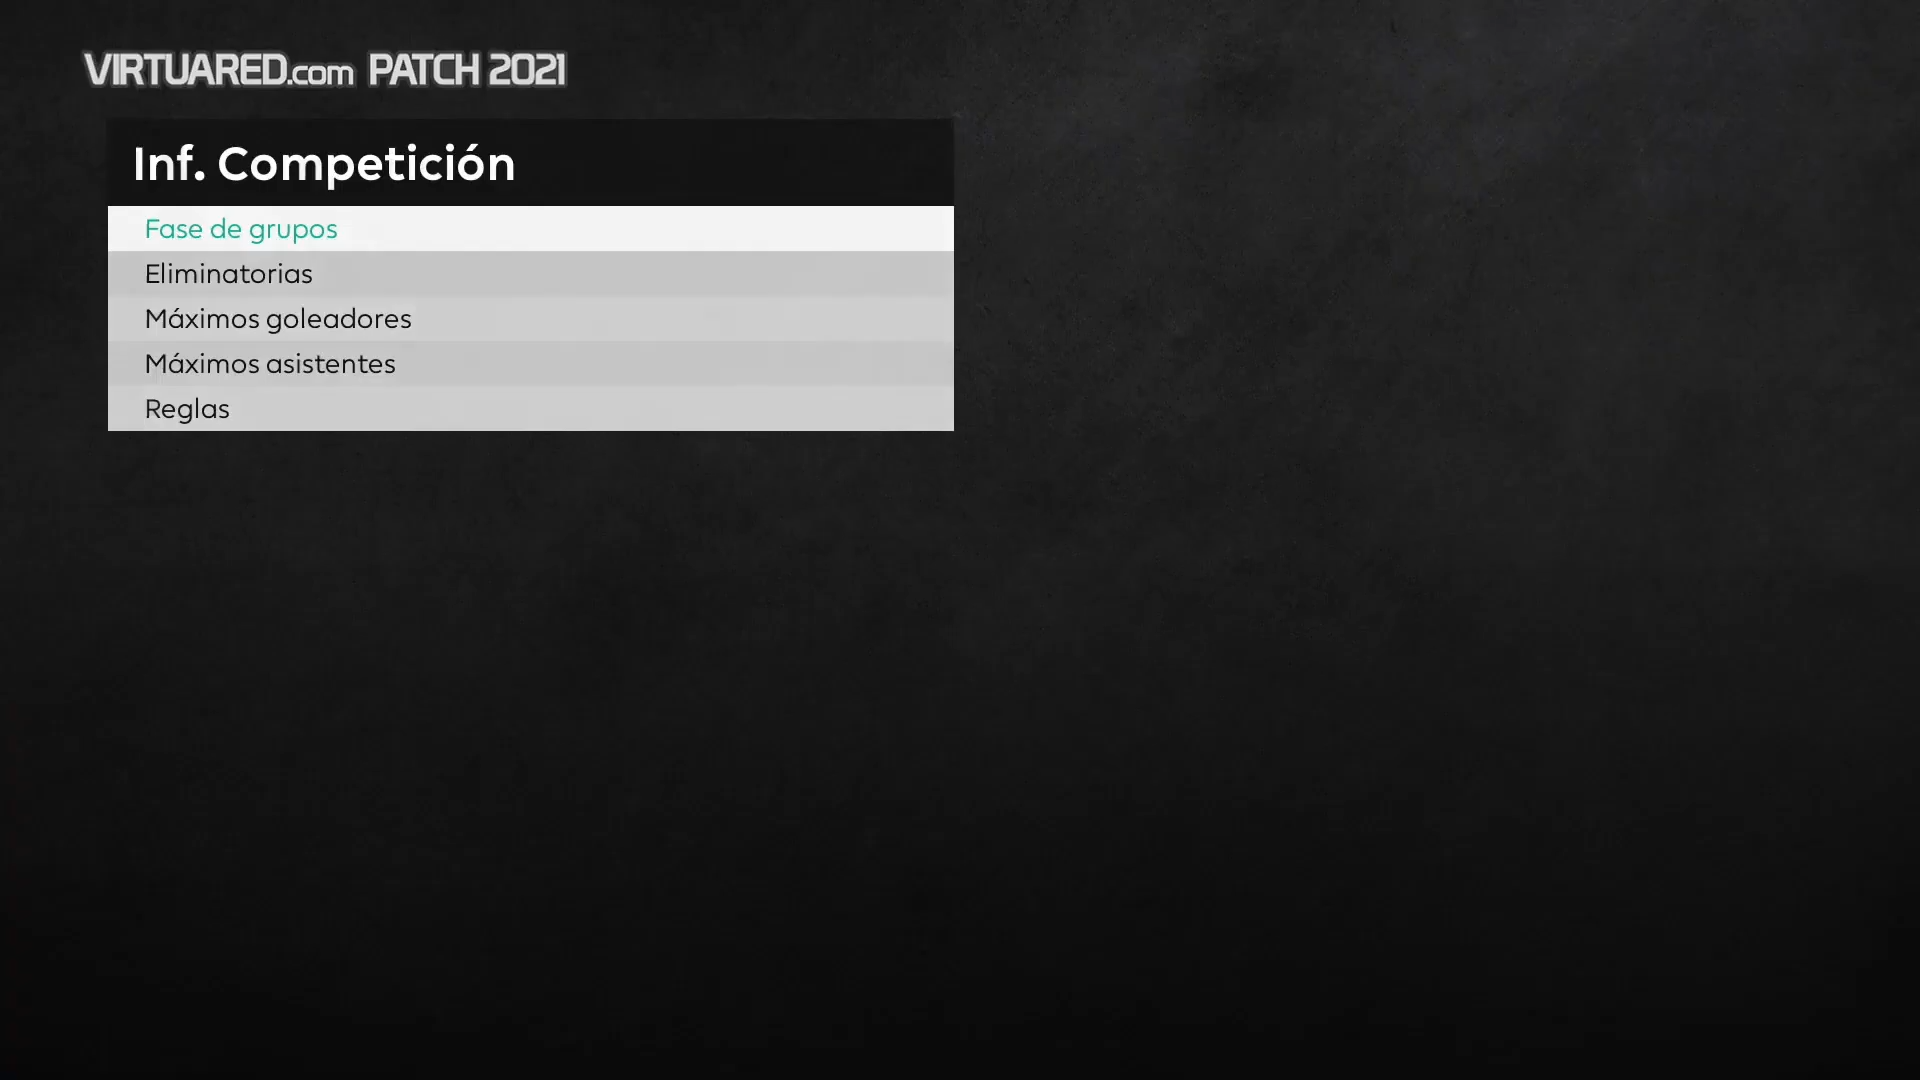 VIRTUARED.com PATCH 2021
Inf. Competición
Fase de grupos
Eliminatorias
Máximos goleadores
Máximos asistentes
Reglas